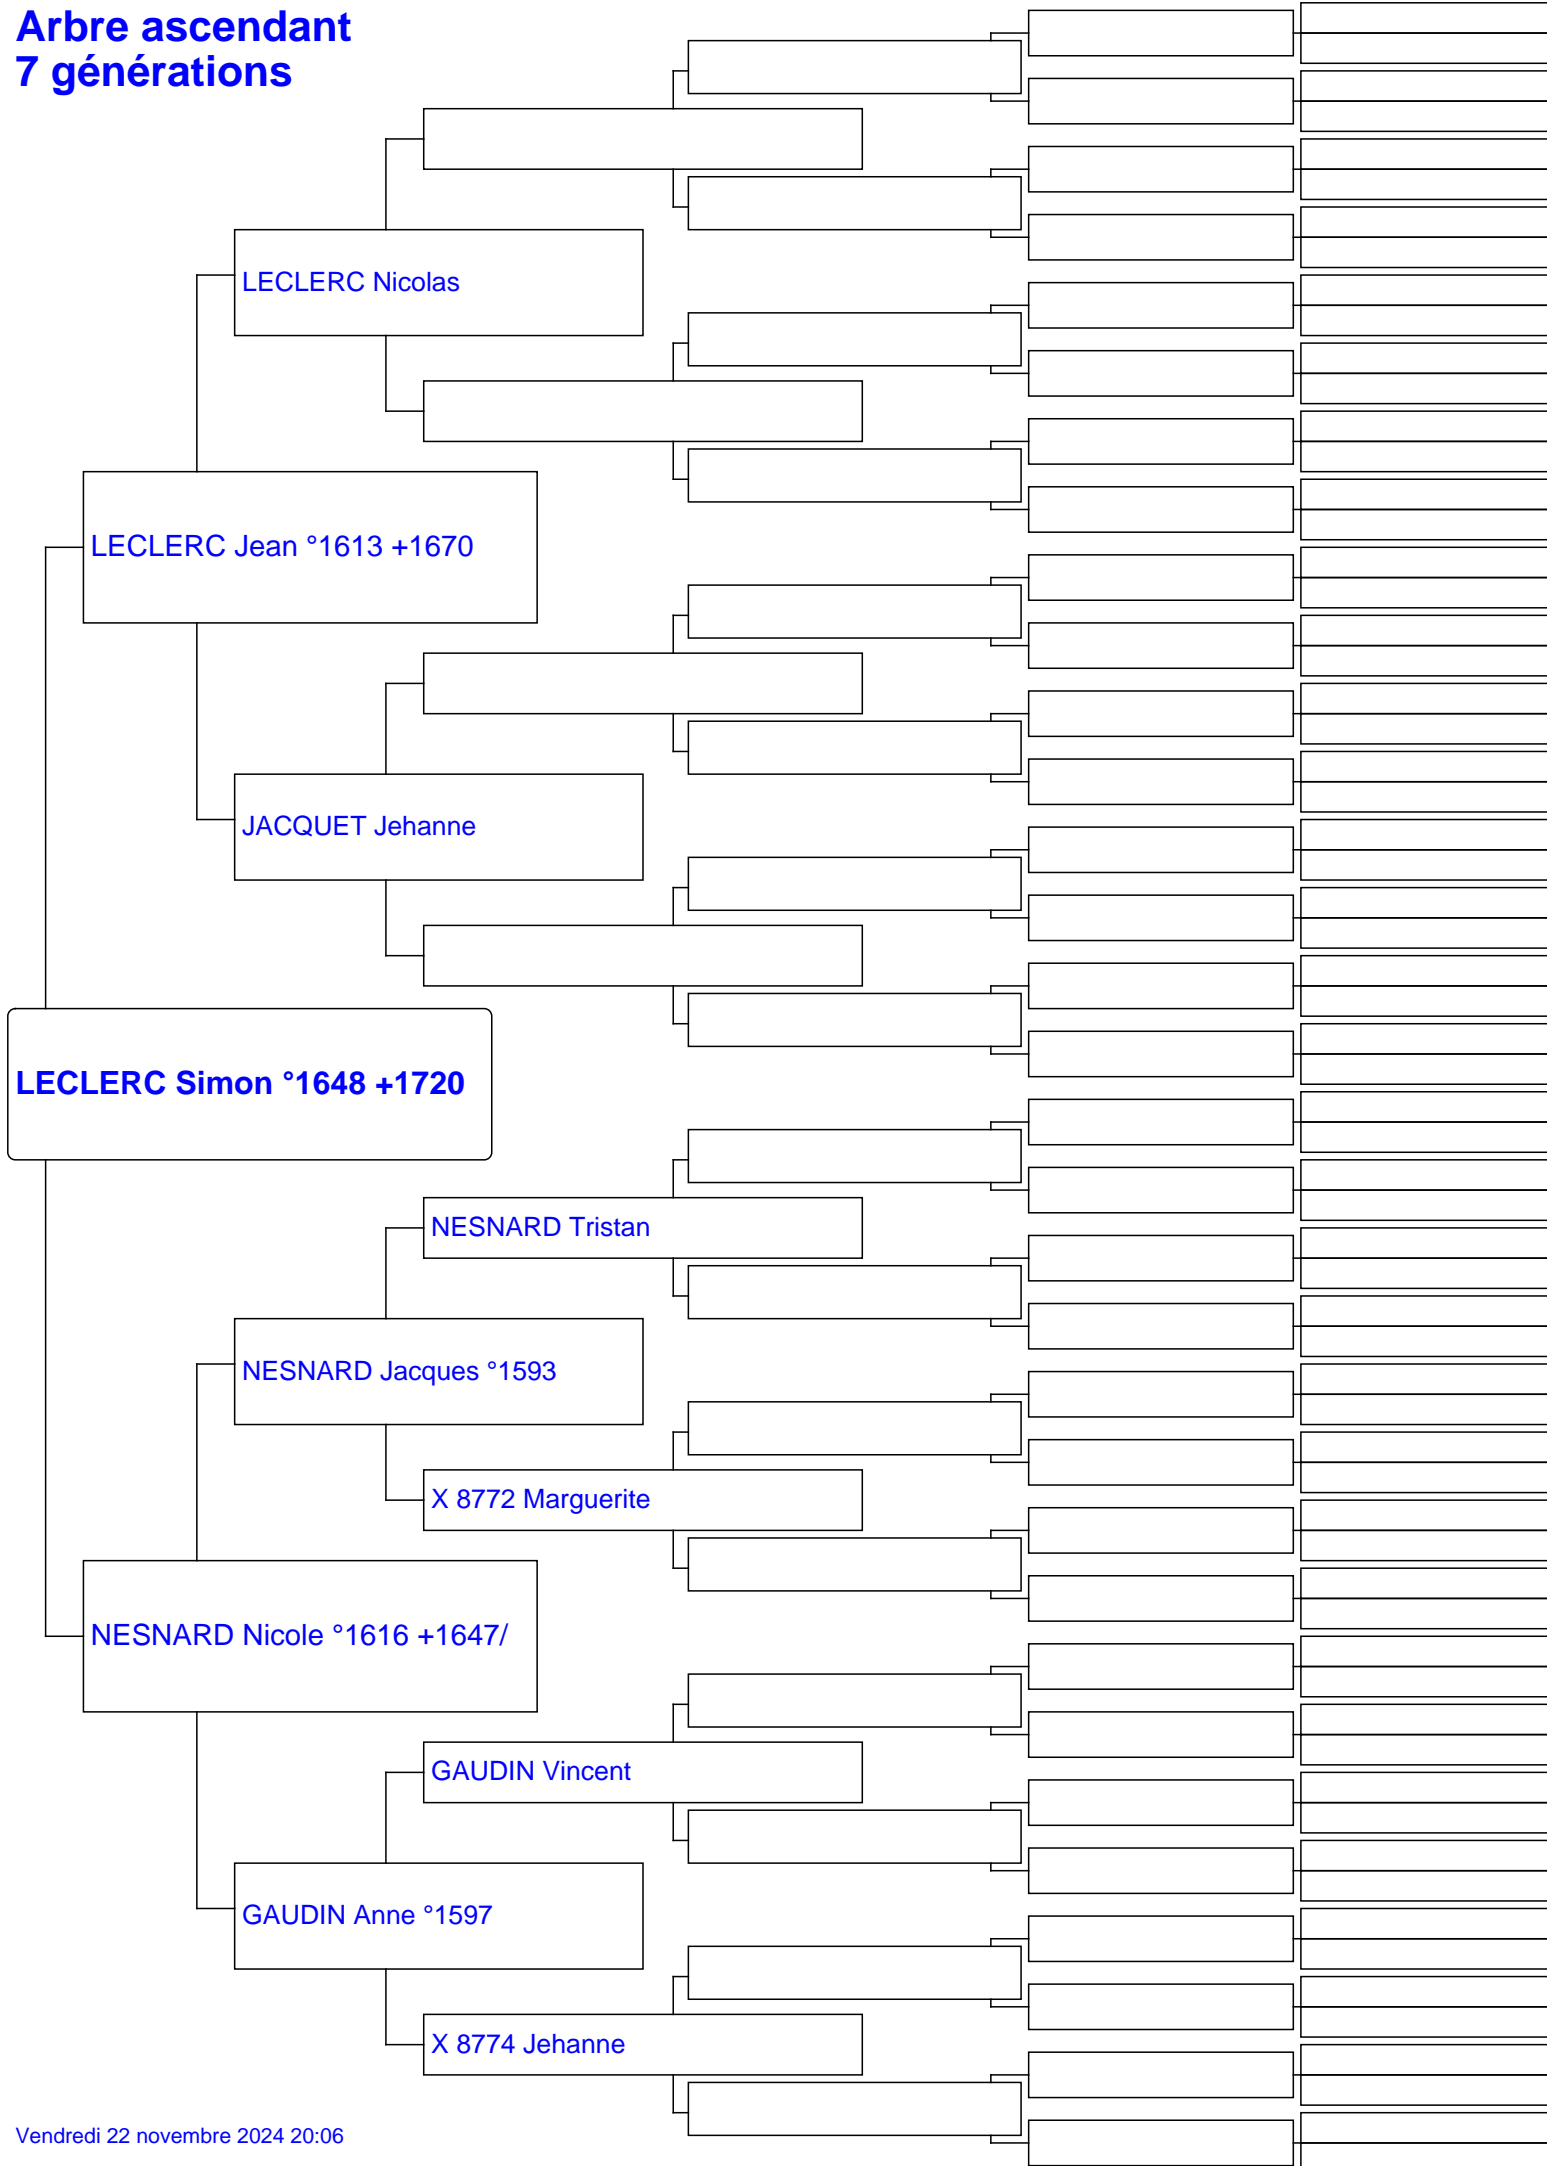 Arbre ascendant
7 générations
LECLERC Nicolas
LECLERC Jean °1613 +1670
JACQUET Jehanne
LECLERC Simon °1648 +1720
NESNARD Tristan
NESNARD Jacques °1593
X 8772 Marguerite
NESNARD Nicole °1616 +1647/
GAUDIN Vincent
GAUDIN Anne °1597
X 8774 Jehanne
Vendredi 22 novembre 2024 20:06